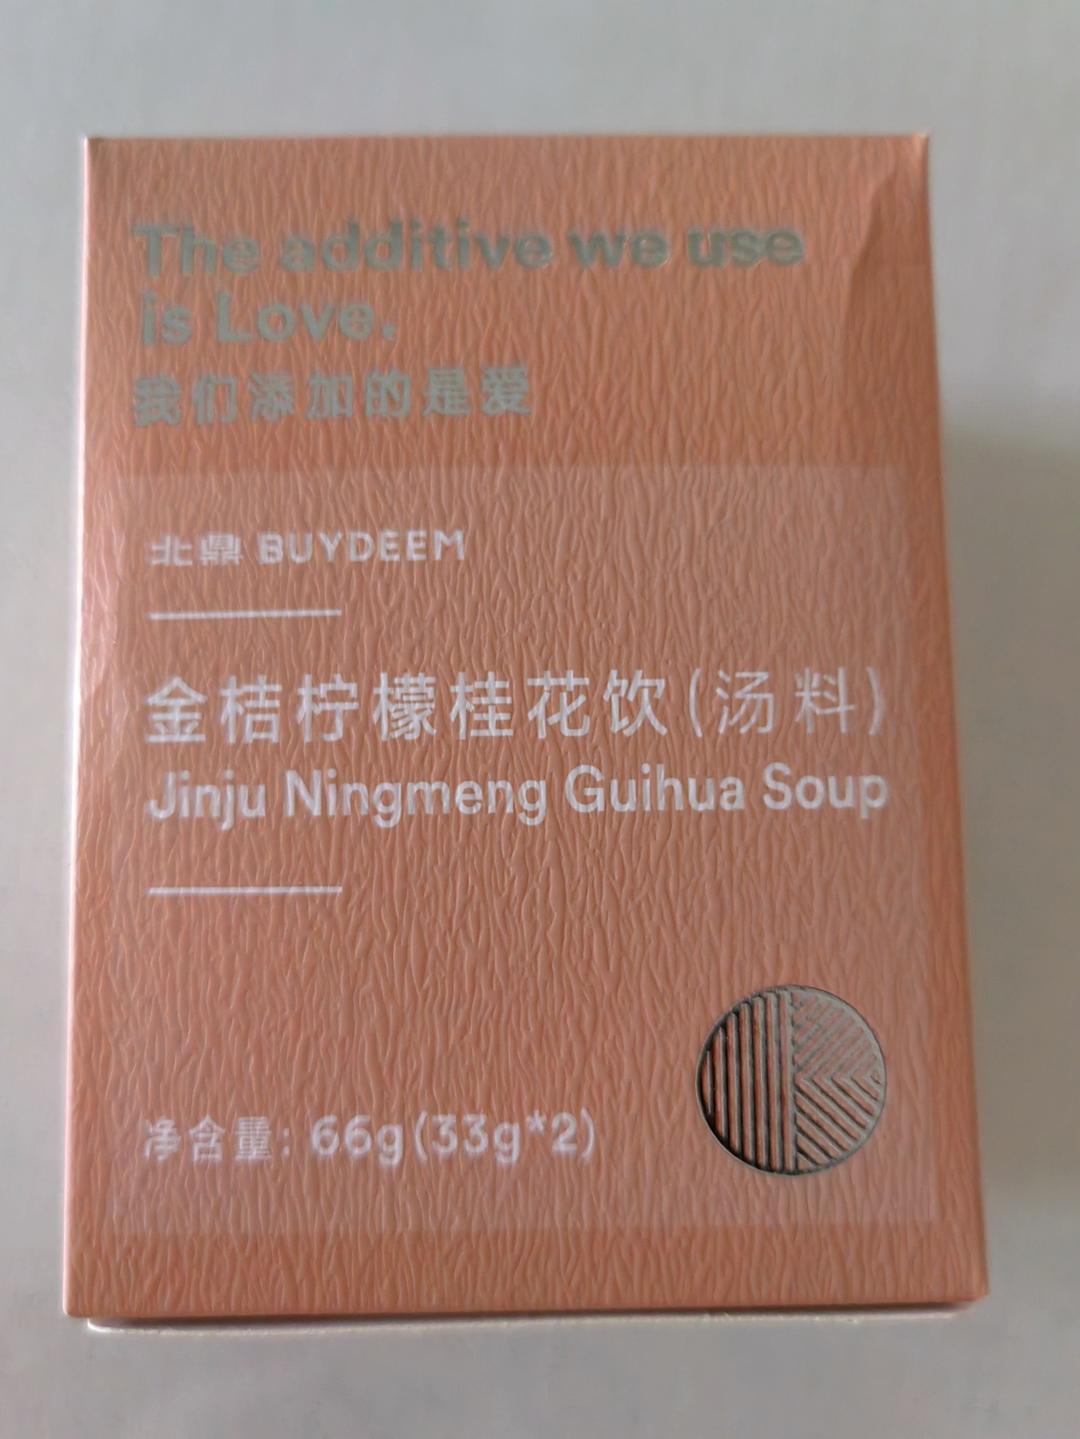 The additive we use
is Love.
我们添加的是爱
北鼎 BUYDEEM
金桔柠檬桂花饮(汤料)
Jinju Ningmeng Guihua Soup
净含量: 66g(33g*2)